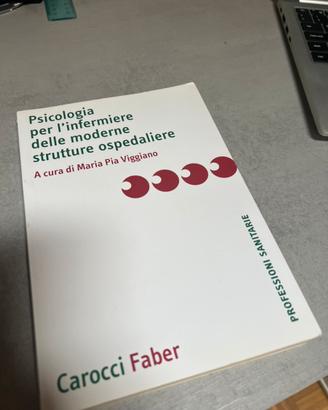 Psicologia
per l'infermiere
delle moderne
strutture ospedaliere
A cura di Maria Pia Viggiano
PROFESSIONI SANITARIE
Carocci Faber